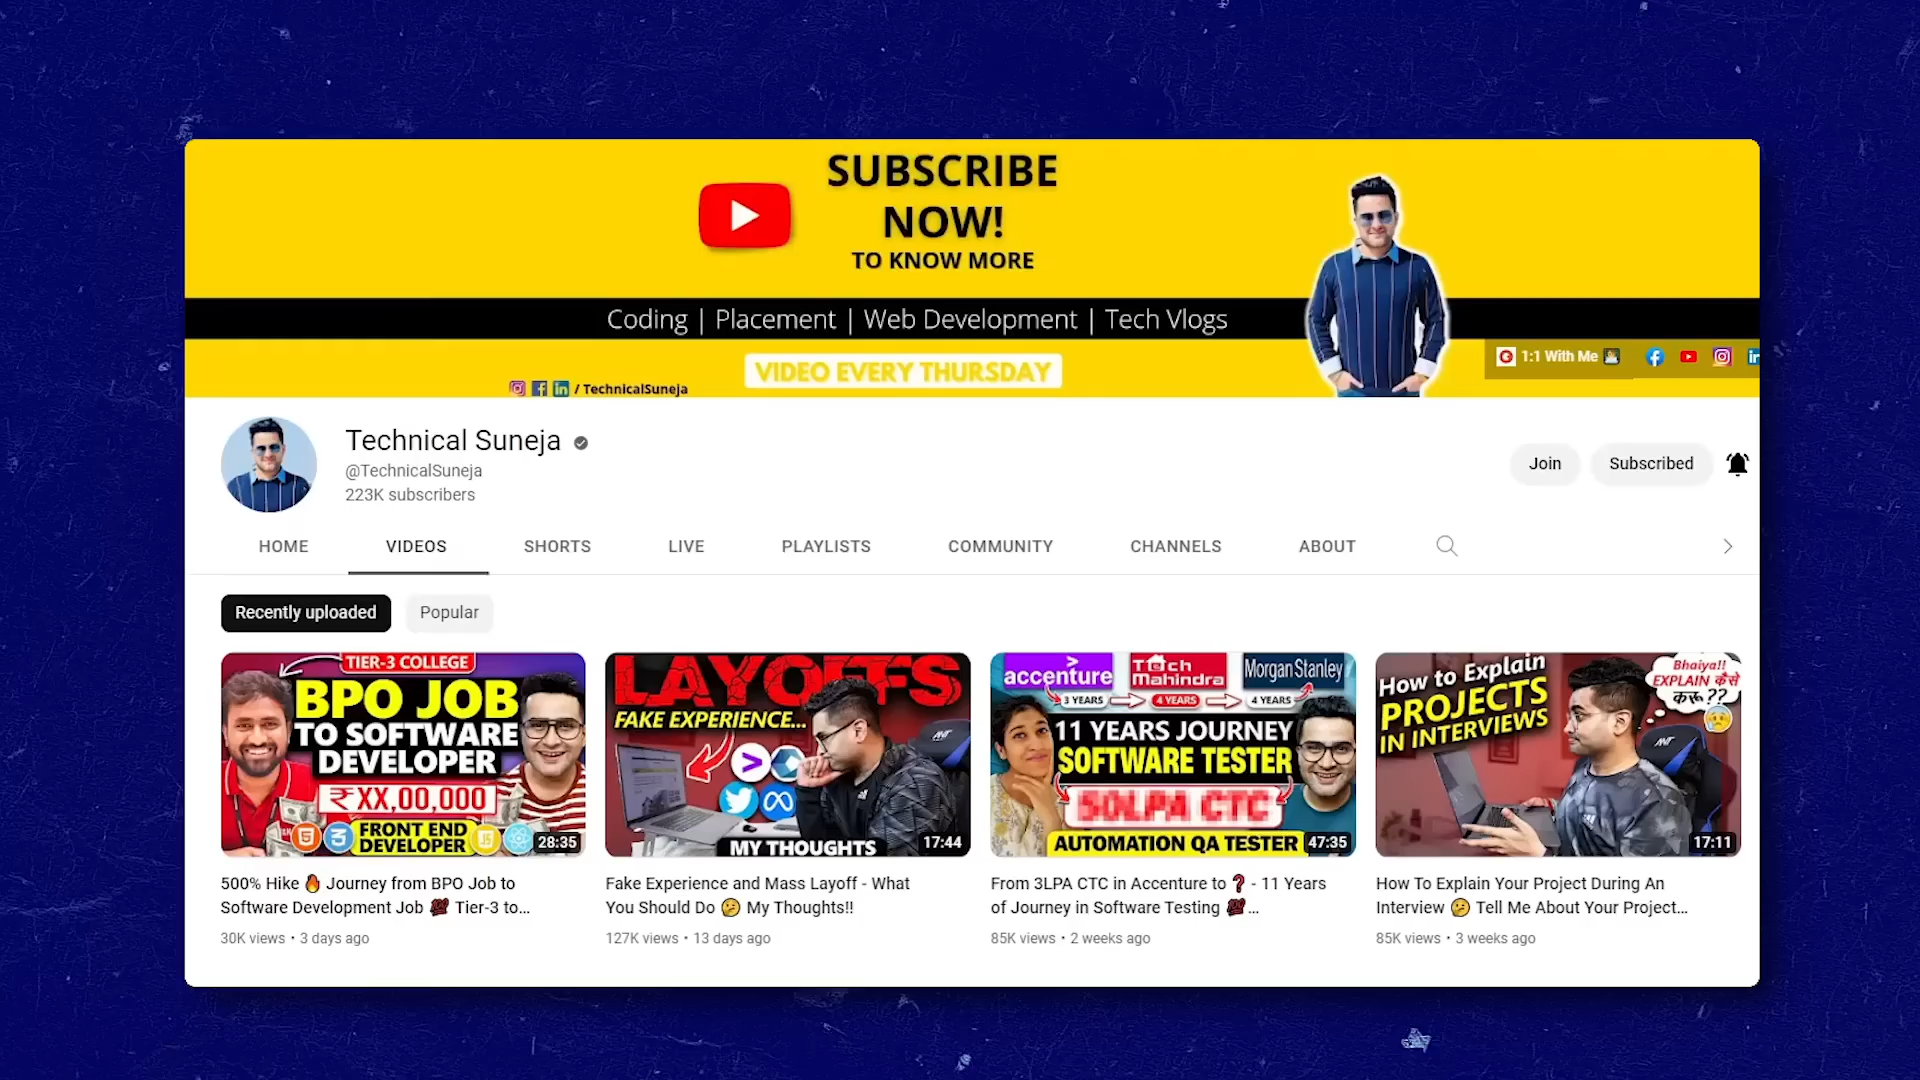 SUBSCRIBE
NOW!
TO KNOW MORE
Coding | Placement | Web Development | Tech Vlogs
VIDEO EVERY THURSDAY
/ TechnicalSuneja
1:1 With Me
Technical Suneja
@TechnicalSuneja
223K subscribers
Join
Subscribed
HOME
VIDEOS
SHORTS
LIVE
PLAYLISTS
COMMUNITY
CHANNELS
ABOUT
Recently uploaded
Popular
TIER-3 COLLEGE
BPO JOB
TO SOFTWARE
DEVELOPER
₹XX,00,000
FRONT END
DEVELOPER
28:35
500% Hike 🔥 Journey from BPO Job to
Software Development Job 💯 Tier-3 to...
30K views • 3 days ago
LAYOFFS
FAKE EXPERIENCE...
MY THOUGHTS
17:44
Fake Experience and Mass Layoff - What
You Should Do 🤔 My Thoughts!!
127K views • 13 days ago
accenture
Tech
Mahindra
Morgan Stanley
3 YEARS
4 YEARS
4 YEARS
11 YEARS JOURNEY
SOFTWARE TESTER
AUTOMATION QA TESTER
47:35
From 3LPA CTC in Accenture to ❓ - 11 Years
of Journey in Software Testing 💯...
85K views • 2 weeks ago
How to Explain
PROJECTS
IN INTERVIEWS
Bhaiya!!
EXPLAIN कैसे
करू ??
17:11
How To Explain Your Project During An
Interview 🤔 Tell Me About Your Project...
85K views • 3 weeks ago